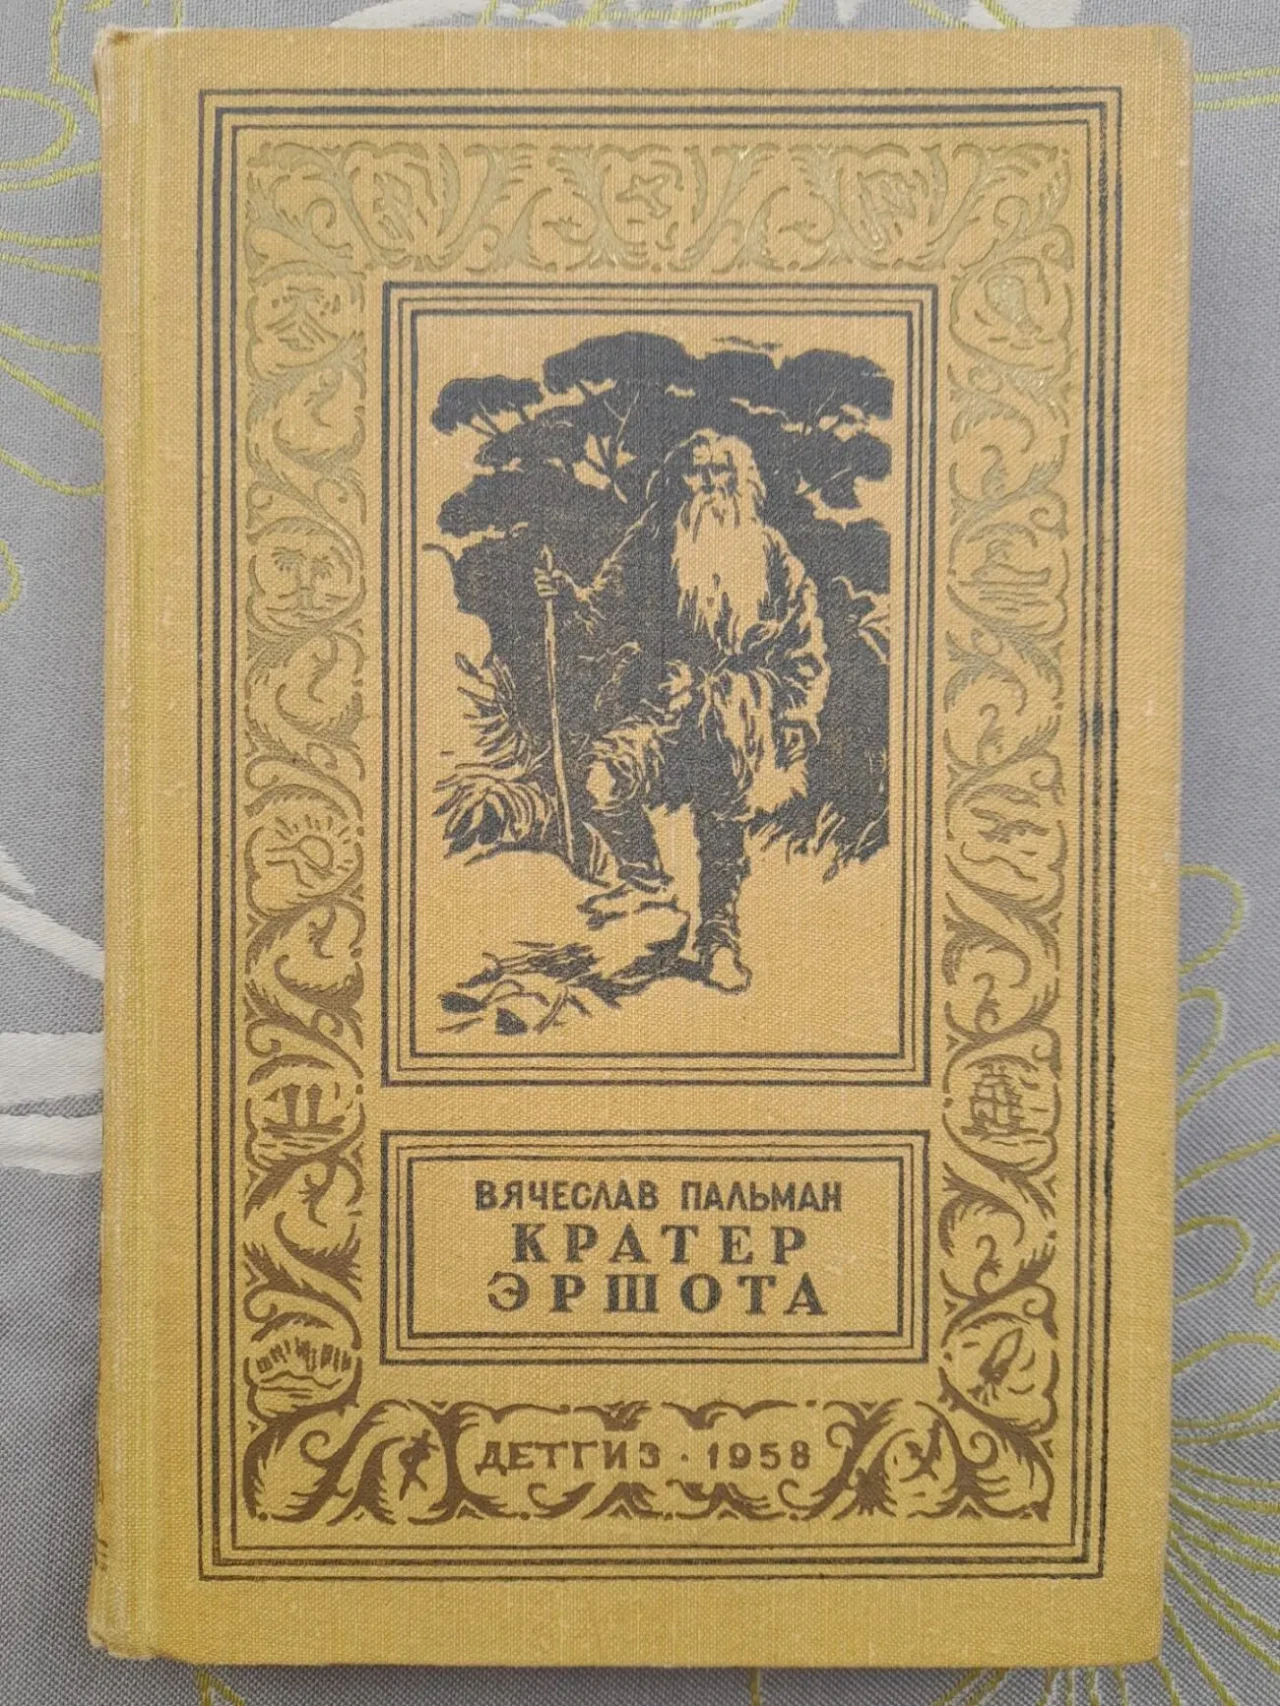 ВЯЧЕСЛАВ ПАЛЬМАН
КРАТЕР
ЭРШОТА
ДЕТГИЗ · 1958